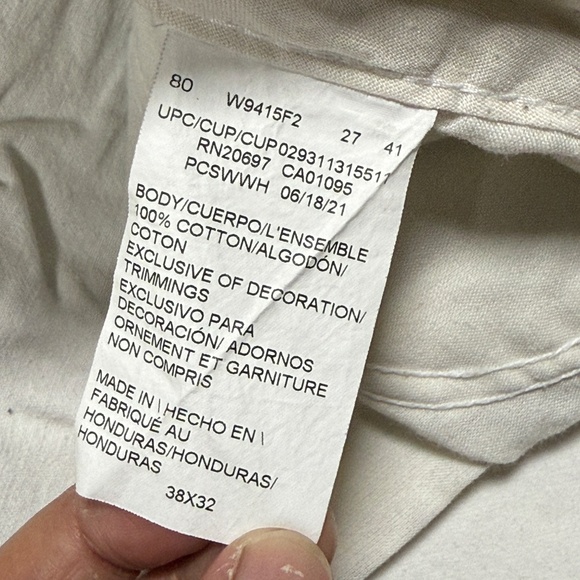 80 W9415F2 27 41
UPC/CUP/CUP029311315511
RN20697 CA01095
PCSWWH 06/18/21
BODY/CUERPO/L'ENSEMBLE
100% COTTON/ALGODÓN/
COTON
EXCLUSIVE OF DECORATION/
TRIMMINGS
EXCLUSIVO PARA
DECORACIÓN/ ADORNOS
ORNEMENT ET GARNITURE
NON COMPRIS
MADE IN \ HECHO EN \
FABRIQUÉ AU
HONDURAS/HONDURAS/
HONDURAS
38X32